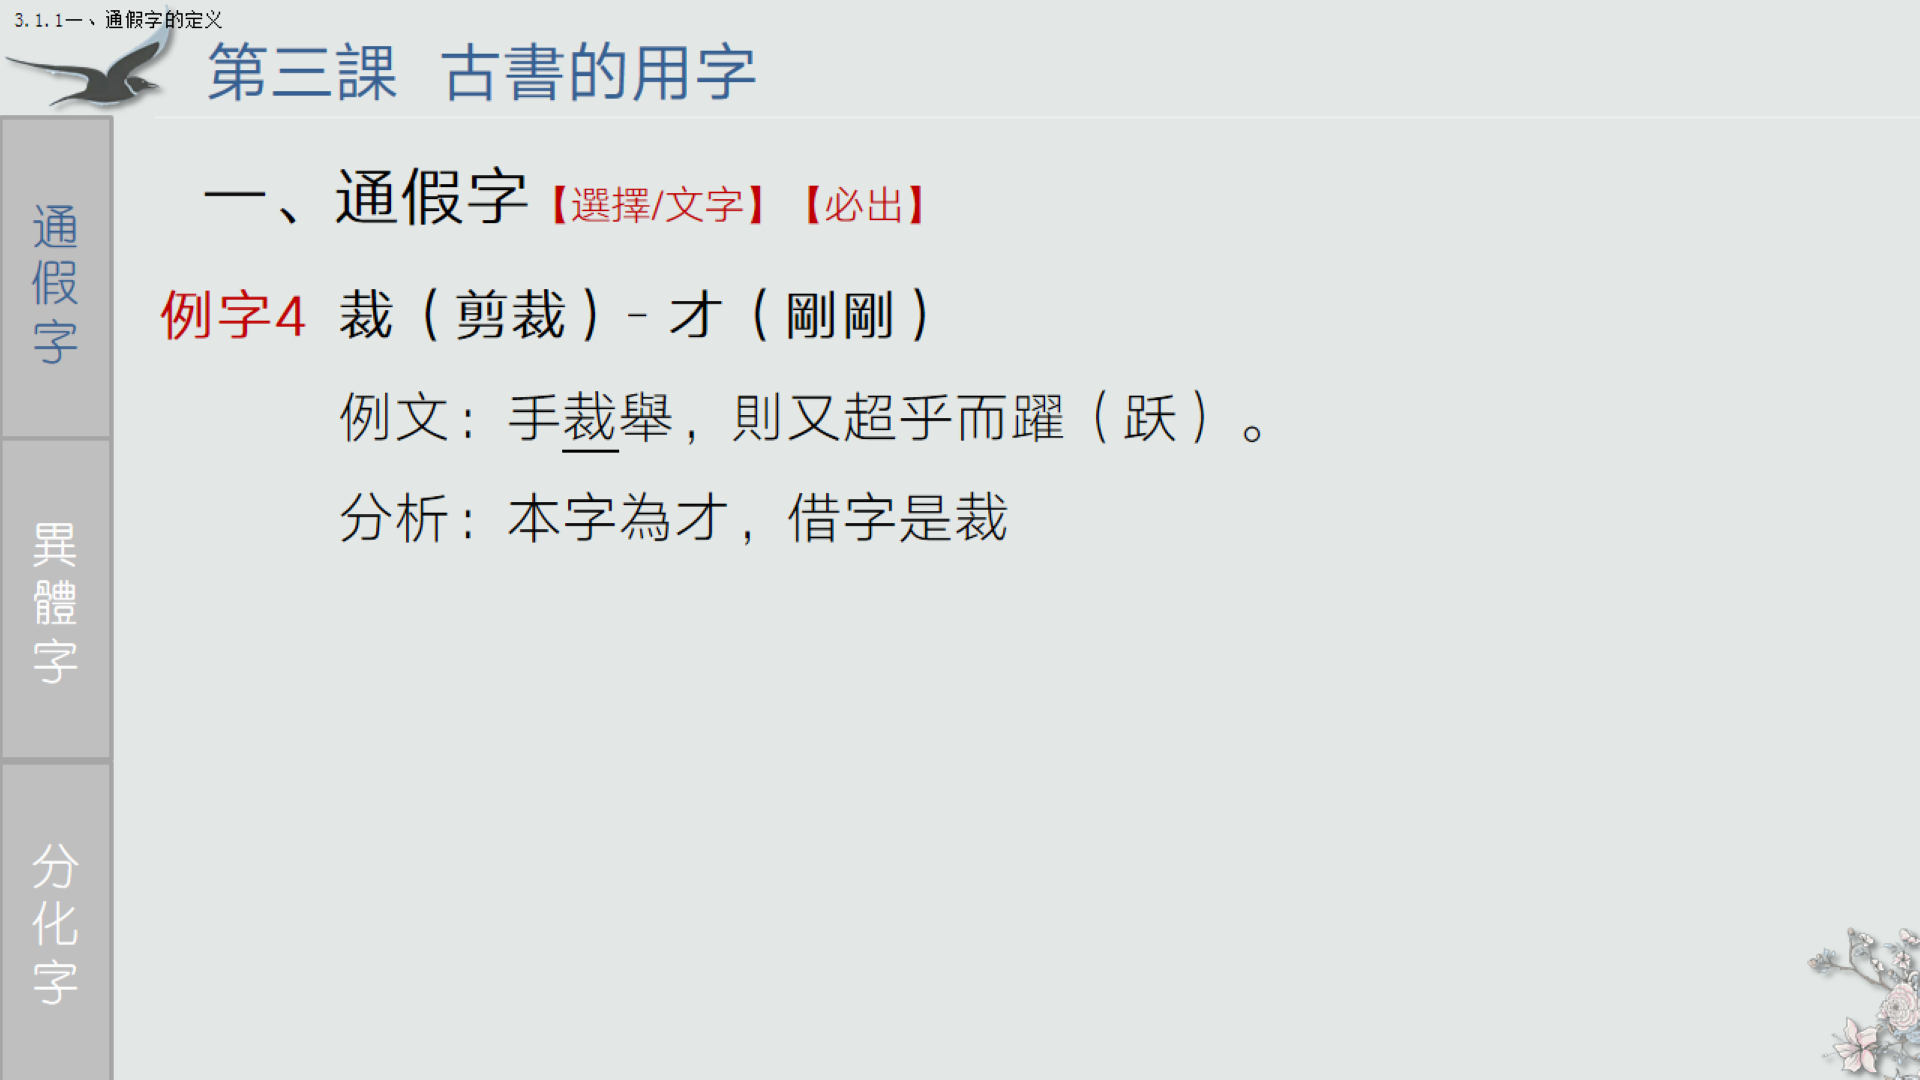 3.1.1一、通假字的定义
第三課 古書的用字
通假字
異體字
分化字
一、通假字【選擇/文字】【必出】
例字4 裁（剪裁）- 才（剛剛）
例文：手裁舉，則又超乎而躍（跃）。
分析：本字為才，借字是裁